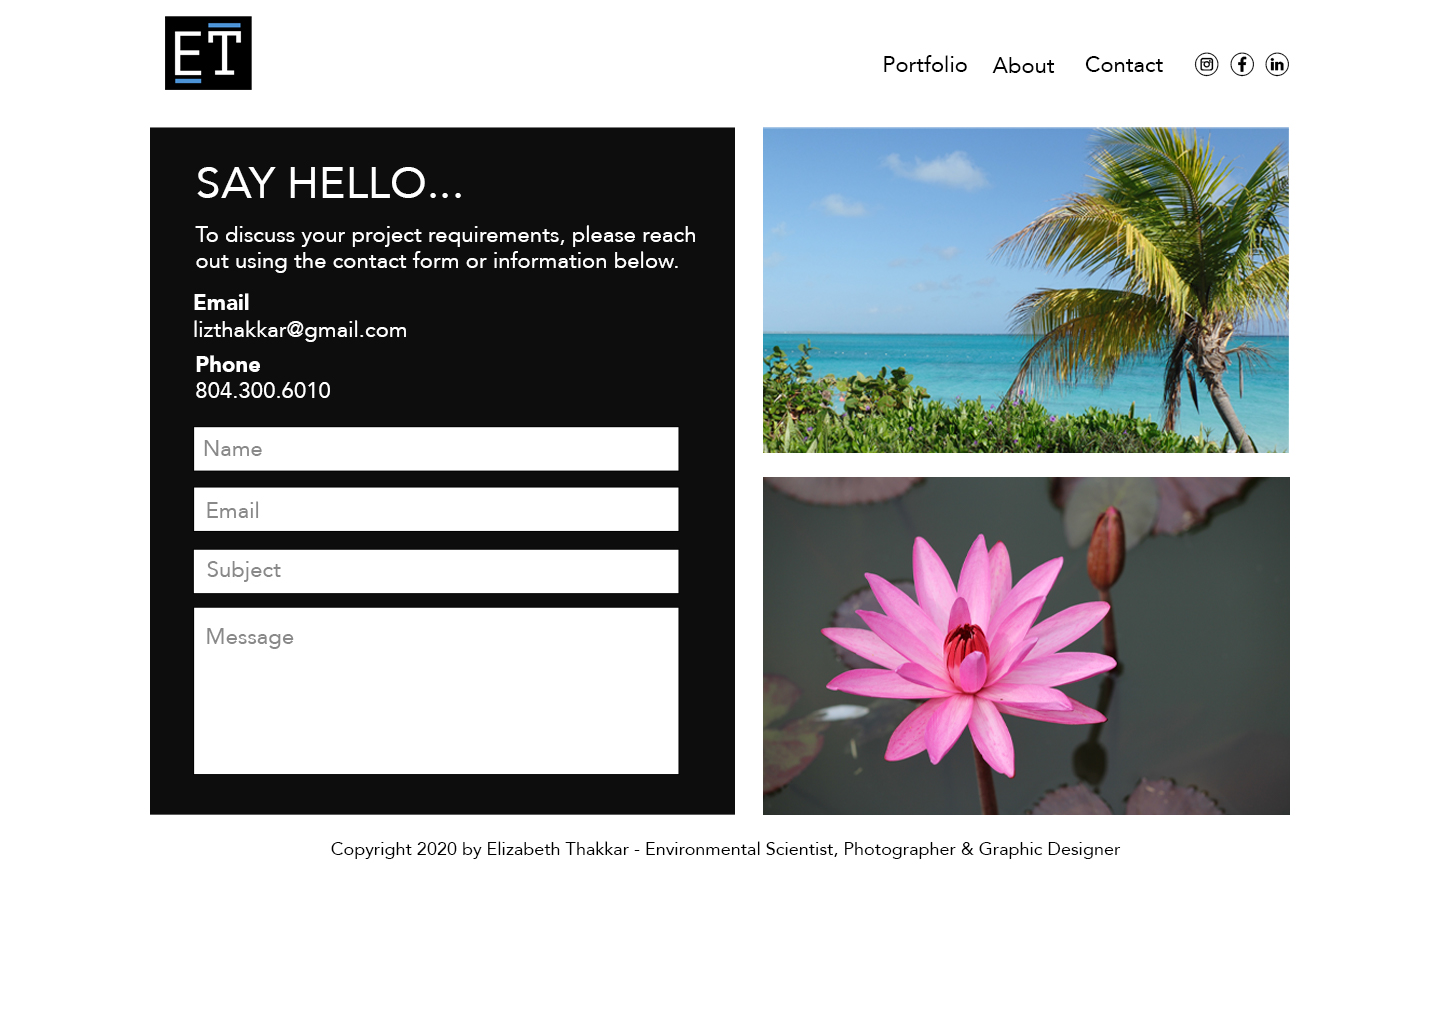 ET
Portfolio
About
Contact
SAY HELLO...
To discuss your project requirements, please reach
out using the contact form or information below.
Email
lizthakkar@gmail.com
Phone
804.300.6010
Name
Email
Subject
Message
Copyright 2020 by Elizabeth Thakkar - Environmental Scientist, Photographer & Graphic Designer